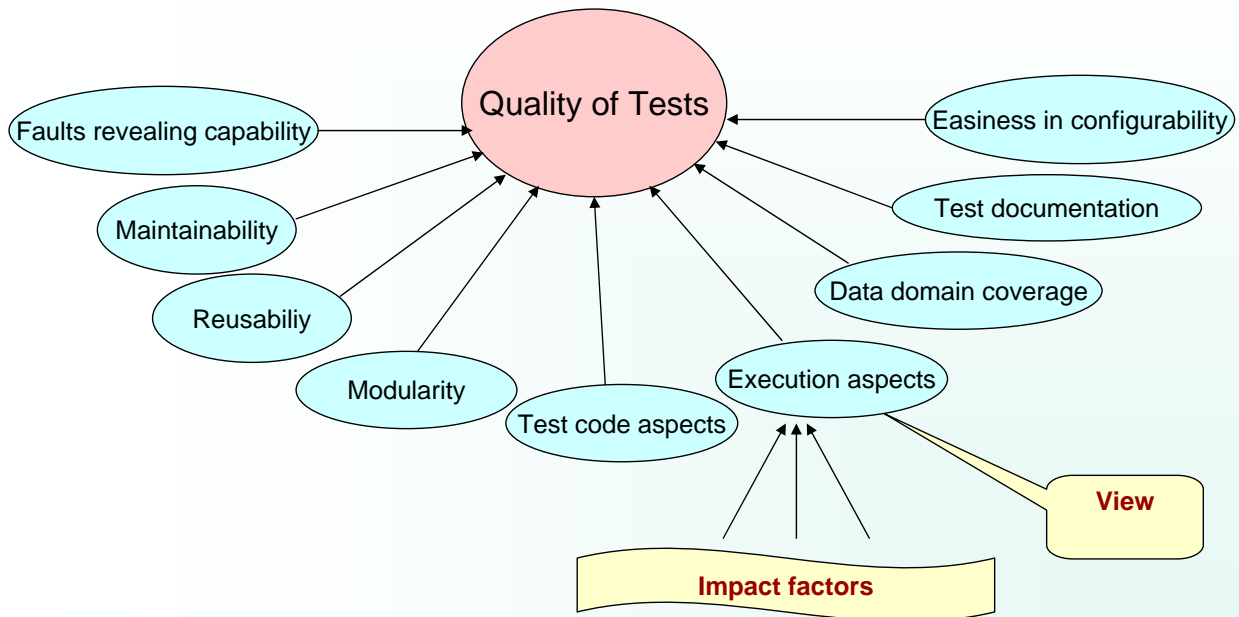 Quality of Tests
Faults revealing capability
Easiness in configurability
Maintainability
Test documentation
Reusabiliy
Data domain coverage
Modularity
Execution aspects
Test code aspects
View
Impact factors